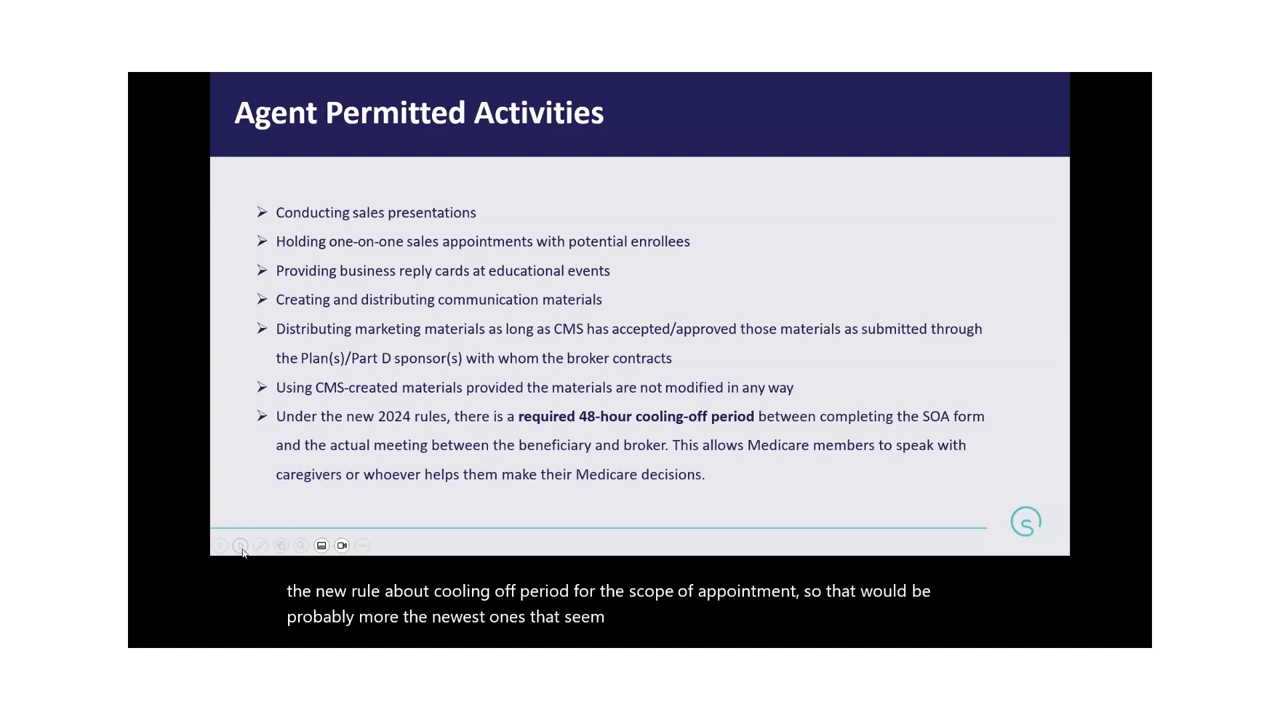 Agent Permitted Activities
Conducting sales presentations
Holding one-on-one sales appointments with potential enrollees
Providing business reply cards at educational events
Creating and distributing communication materials
Distributing marketing materials as long as CMS has accepted/approved those materials as submitted through
the Plan(s)/Part D sponsor(s) with whom the broker contracts
Using CMS-created materials provided the materials are not modified in any way
Under the new 2024 rules, there is a required 48-hour cooling-off period between completing the SOA form
and the actual meeting between the beneficiary and broker. This allows Medicare members to speak with
caregivers or whoever helps them make their Medicare decisions.
S
the new rule about cooling off period for the scope of appointment, so that would be
probably more the newest ones that seem